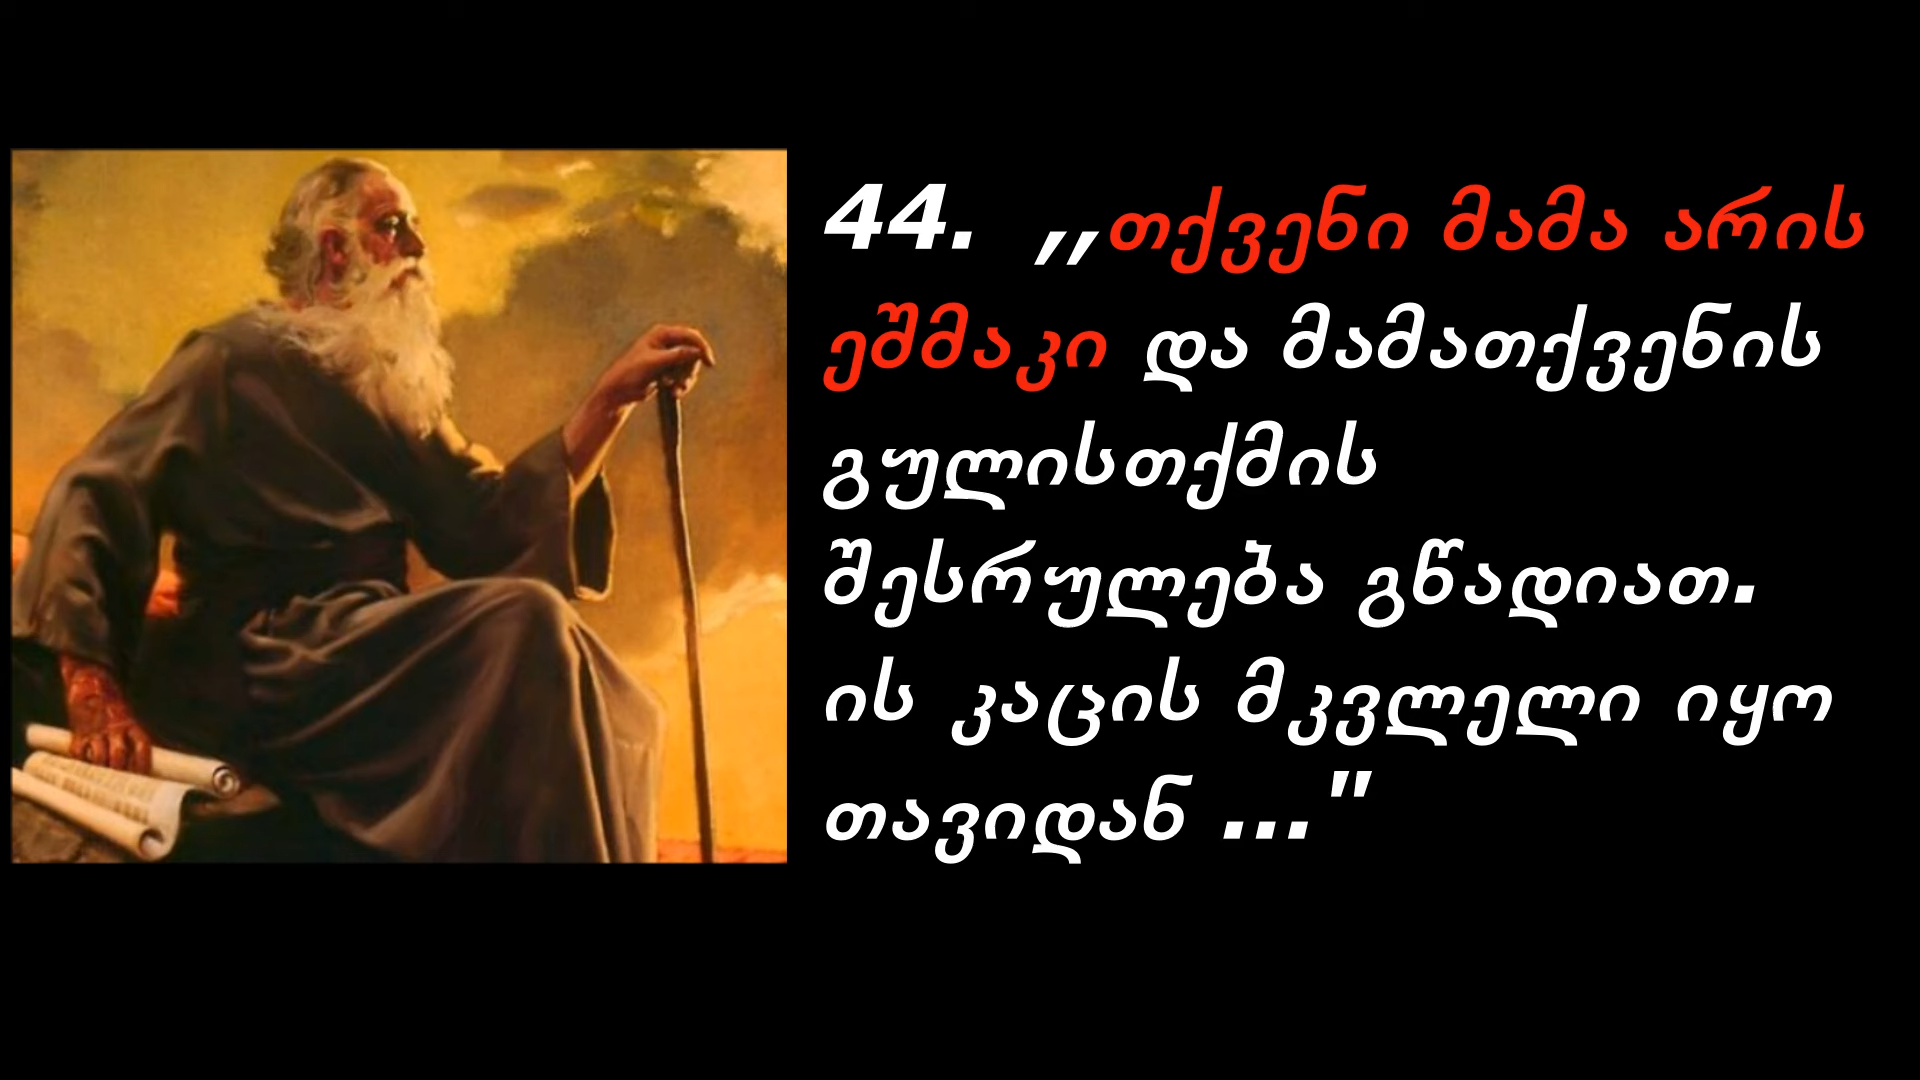 44. ,,თქვენი მამა არის
ეშმაკი და მამათქვენის
გულისთქმის
შესრულება გწადიათ.
ის კაცის მკვლელი იყო
თავიდან ..."